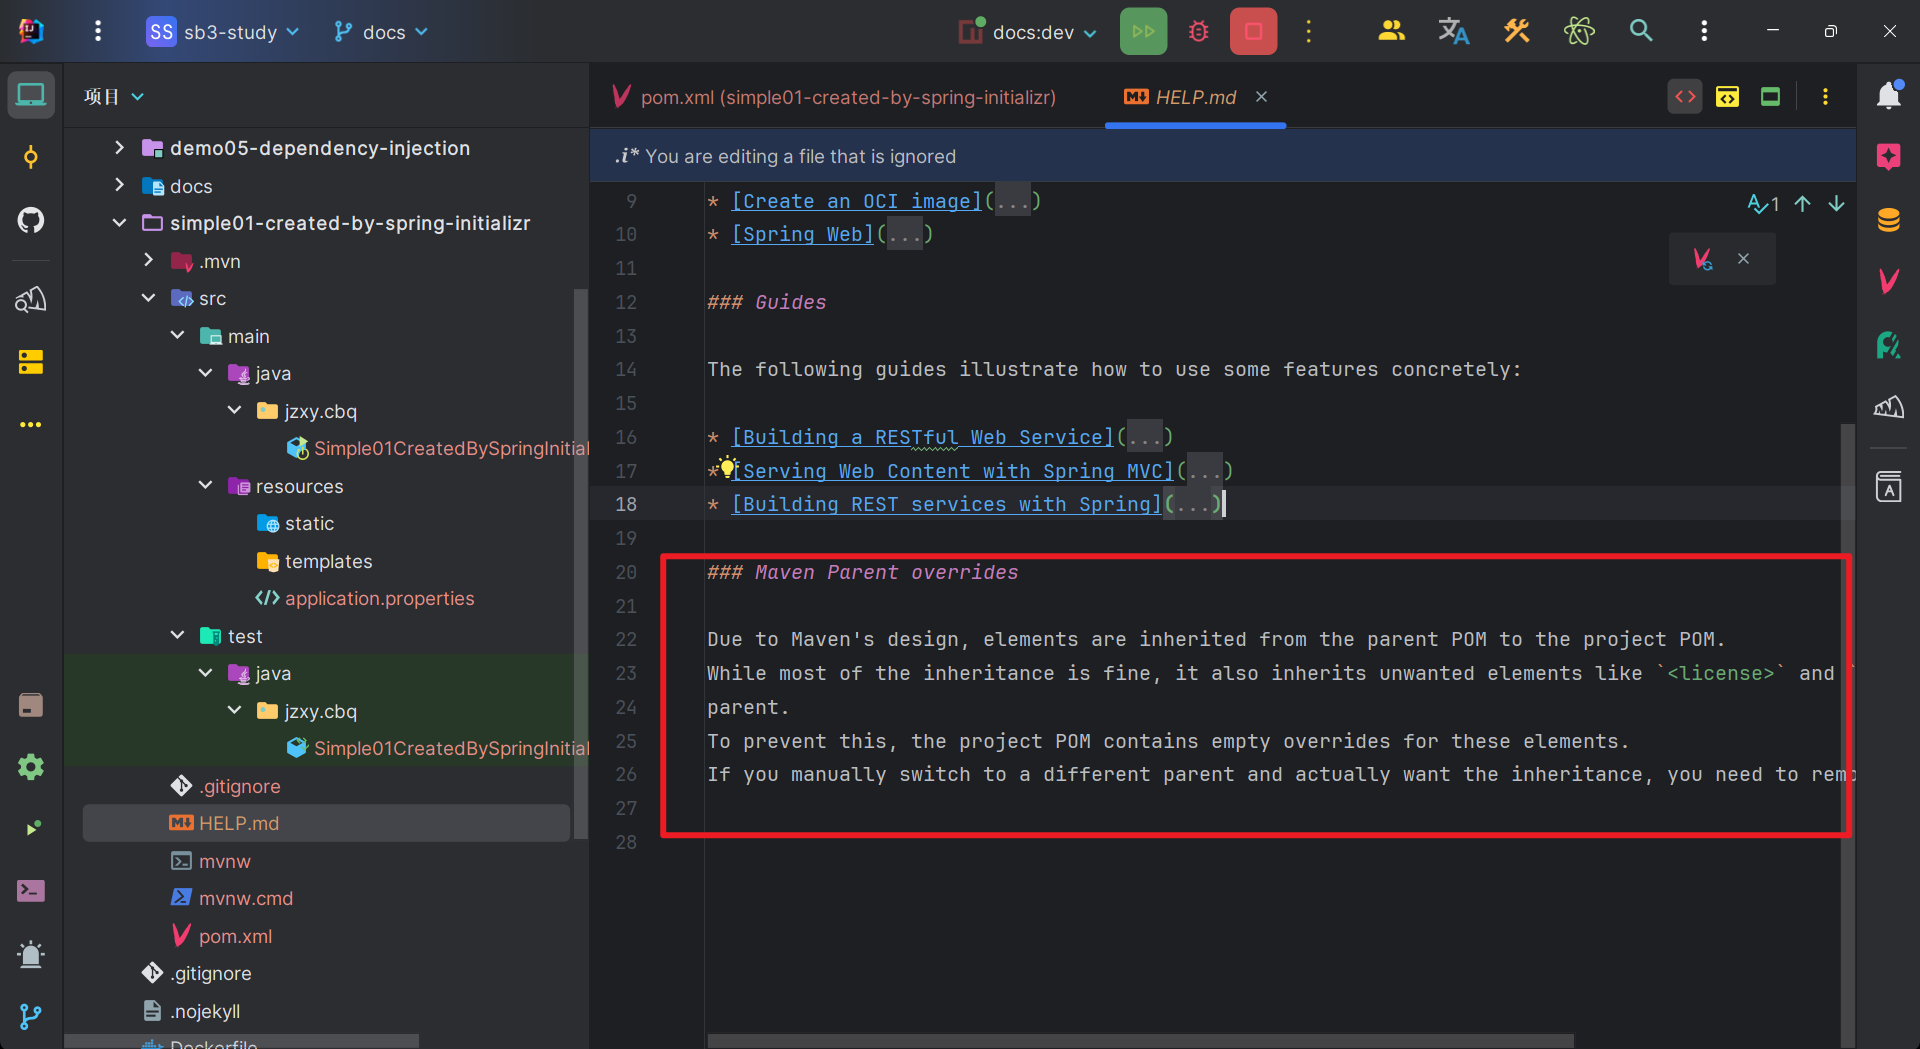 SS sb3-study
docs
docs:dev
项目
pom.xml (simple01-created-by-spring-initializr)
HELP.md
.i* You are editing a file that is ignored
demo05-dependency-injection
docs
simple01-created-by-spring-initializr
.mvn
src
main
java
jzxy.cbq
Simple01CreatedBySpringInitial
resources
static
templates
application.properties
test
java
jzxy.cbq
Simple01CreatedBySpringInitial
.gitignore
HELP.md
mvnw
mvnw.cmd
pom.xml
.gitignore
.nojekyll
Dockerfile
1
9 * [Create an OCI image](...)
10 * [Spring Web](...)
11
12 ### Guides
13
14 The following guides illustrate how to use some features concretely:
15
16 * [Building a RESTful Web Service](...)
17 * [Serving Web Content with Spring MVC](...)
18 * [Building REST services with Spring](...)
19
20 ### Maven Parent overrides
21
22 Due to Maven's design, elements are inherited from the parent POM to the project POM.
23 While most of the inheritance is fine, it also inherits unwanted elements like `<license>` and `
24 parent.
25 To prevent this, the project POM contains empty overrides for these elements.
26 If you manually switch to a different parent and actually want the inheritance, you need to remo
27
28